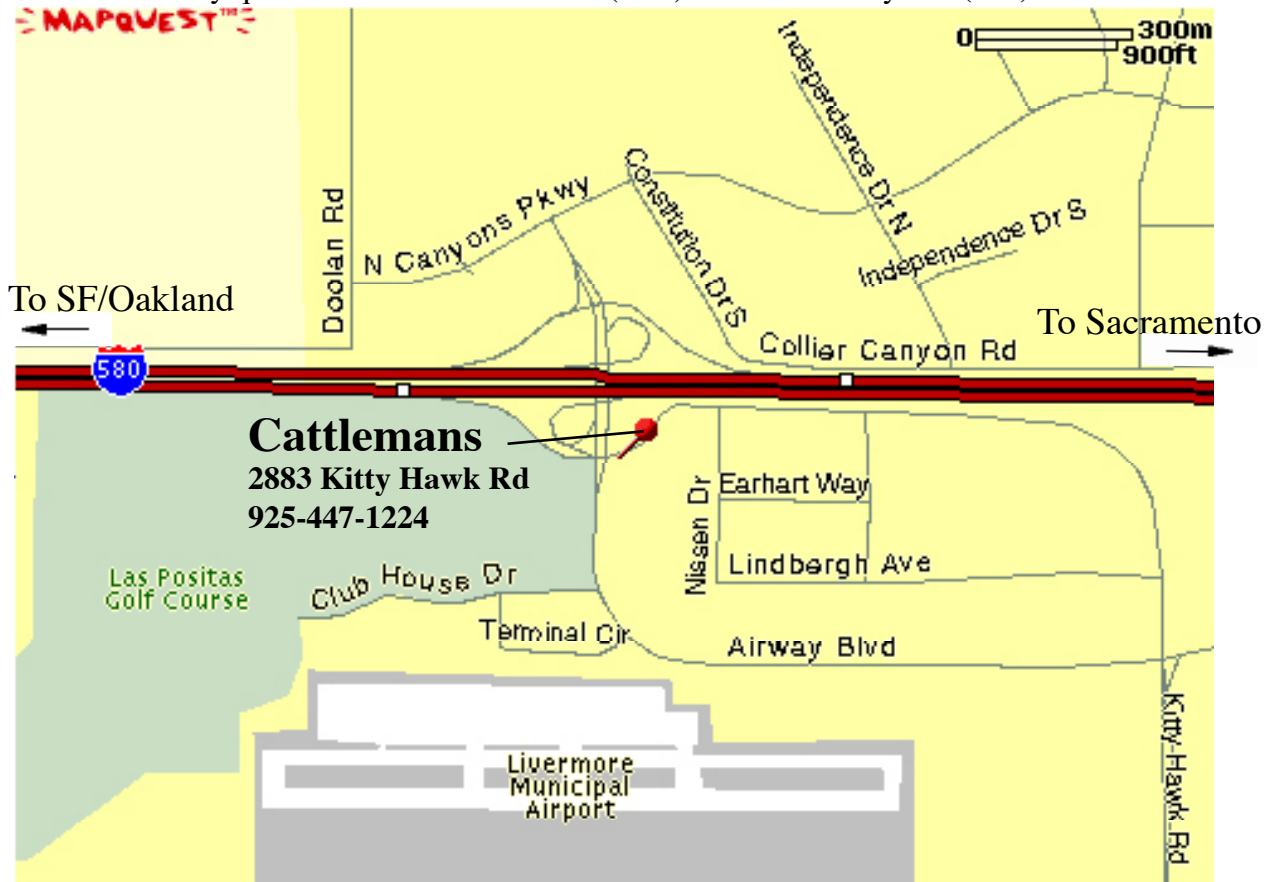 MAPQUEST™
0 300m
900ft
Independence Dr N
Constitution Dr S
N Canyons Pkwy
Doolan Rd
Independence Dr S
To SF/Oakland
To Sacramento
Collier Canyon Rd
580
Cattlemans
2883 Kitty Hawk Rd
925-447-1224
Earhart Way
Nissen Dr
Lindbergh Ave
Las Positas
Golf Course
Club House Dr
Terminal Cir
Airway Blvd
Kitty-Hawk-Rd
Livermore
Municipal
Airport